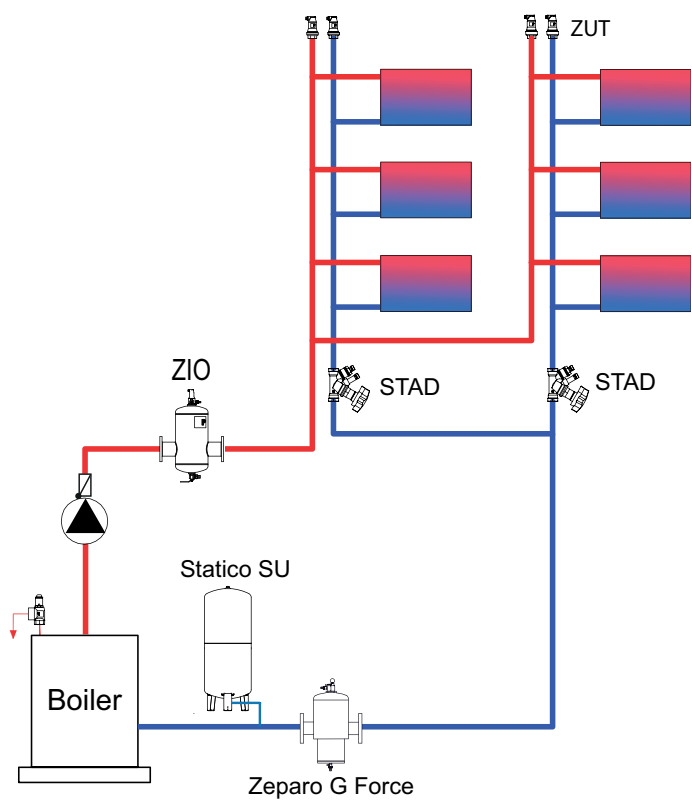 ZUT
ZIO
STAD
STAD
Statico SU
Boiler
Zeparo G Force